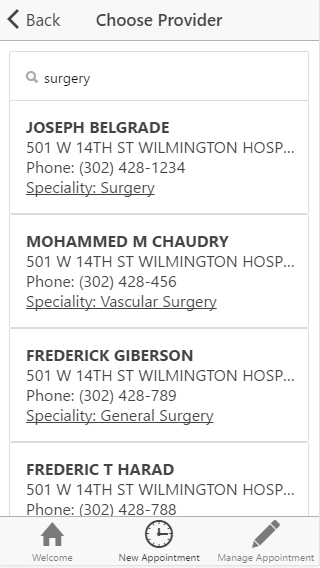 Back
Choose Provider
surgery
JOSEPH BELGRADE
501 W 14TH ST WILMINGTON HOSP...
Phone: (302) 428-1234
Speciality: Surgery
MOHAMMED M CHAUDRY
501 W 14TH ST WILMINGTON HOSP...
Phone: (302) 428-456
Speciality: Vascular Surgery
FREDERICK GIBERSON
501 W 14TH ST WILMINGTON HOSP...
Phone: (302) 428-789
Speciality: General Surgery
FREDERIC T HARAD
501 W 14TH ST WILMINGTON HOSP...
Phone: (302) 428-788
Welcome
New Appointment
Manage Appointment